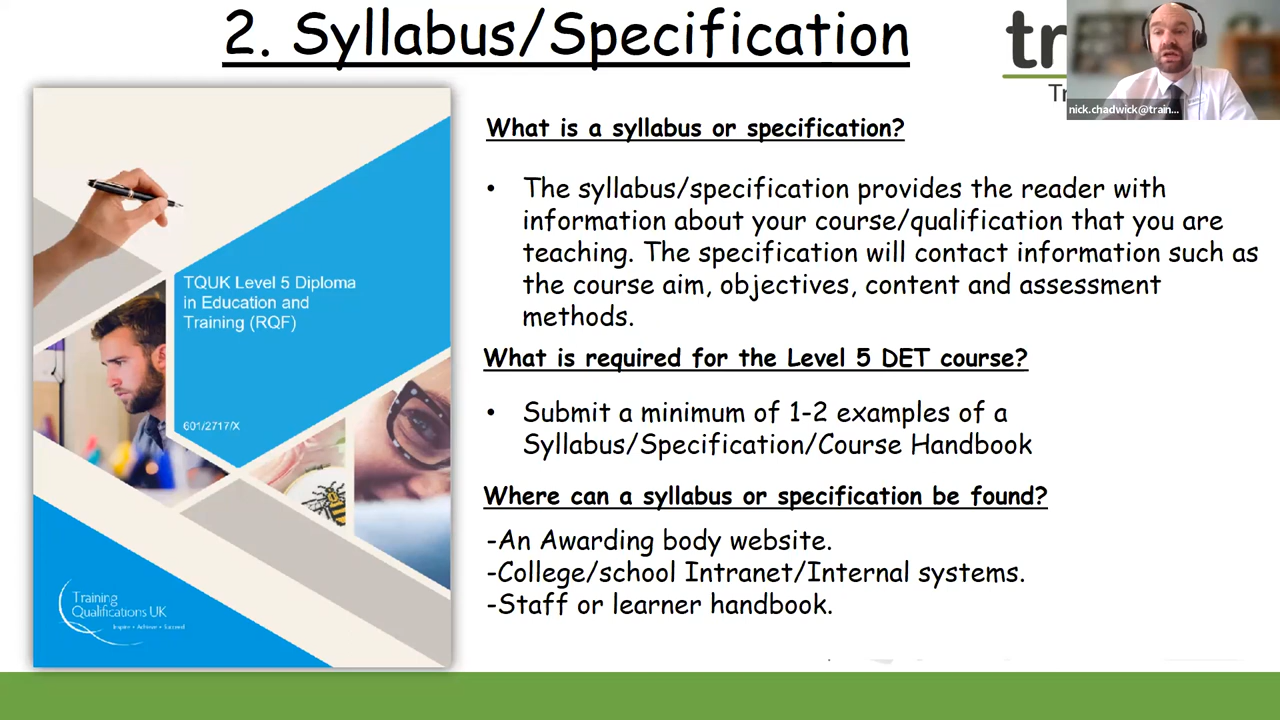 2. Syllabus/Specification
tr
Tr
nick.chadwick@train...
What is a syllabus or specification?
• The syllabus/specification provides the reader with
information about your course/qualification that you are
teaching. The specification will contact information such as
the course aim, objectives, content and assessment
methods.
What is required for the Level 5 DET course?
• Submit a minimum of 1-2 examples of a
Syllabus/Specification/Course Handbook
Where can a syllabus or specification be found?
-An Awarding body website.
-College/school Intranet/Internal systems.
-Staff or learner handbook.
TQUK Level 5 Diploma
in Education and
Training (RQF)
601/2717/X
Training
Qualifications UK
Inspire • Achieve • Succeed